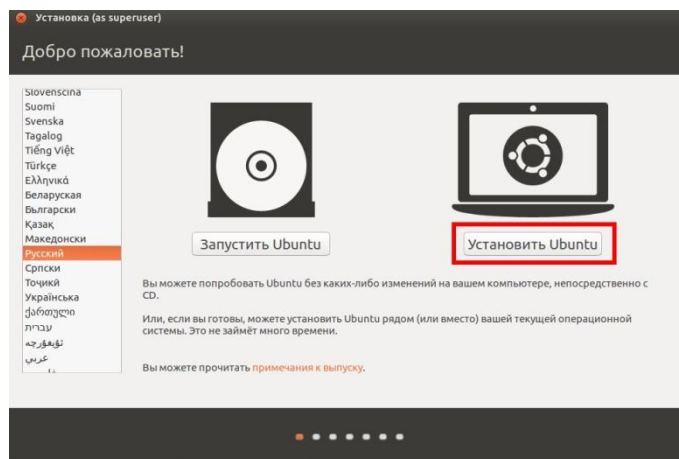 Установка (as superuser)
Добро пожаловать!
Slovenščina
Suomi
Svenska
Tagalog
Tiếng Việt
Türkçe
Ελληνικά
Беларуская
Български
Қазақ
Македонски
Русский
Српски
Тоҷикӣ
Українська
ქართული
עברית
ئۇيغۇرچە
عربي
Запустить Ubuntu
Установить Ubuntu
Вы можете попробовать Ubuntu без каких-либо изменений на вашем компьютере, непосредственно с
CD.
Или, если вы готовы, можете установить Ubuntu рядом (или вместо) вашей текущей операционной
системы. Это не займёт много времени.
Вы можете прочитать примечания к выпуску.